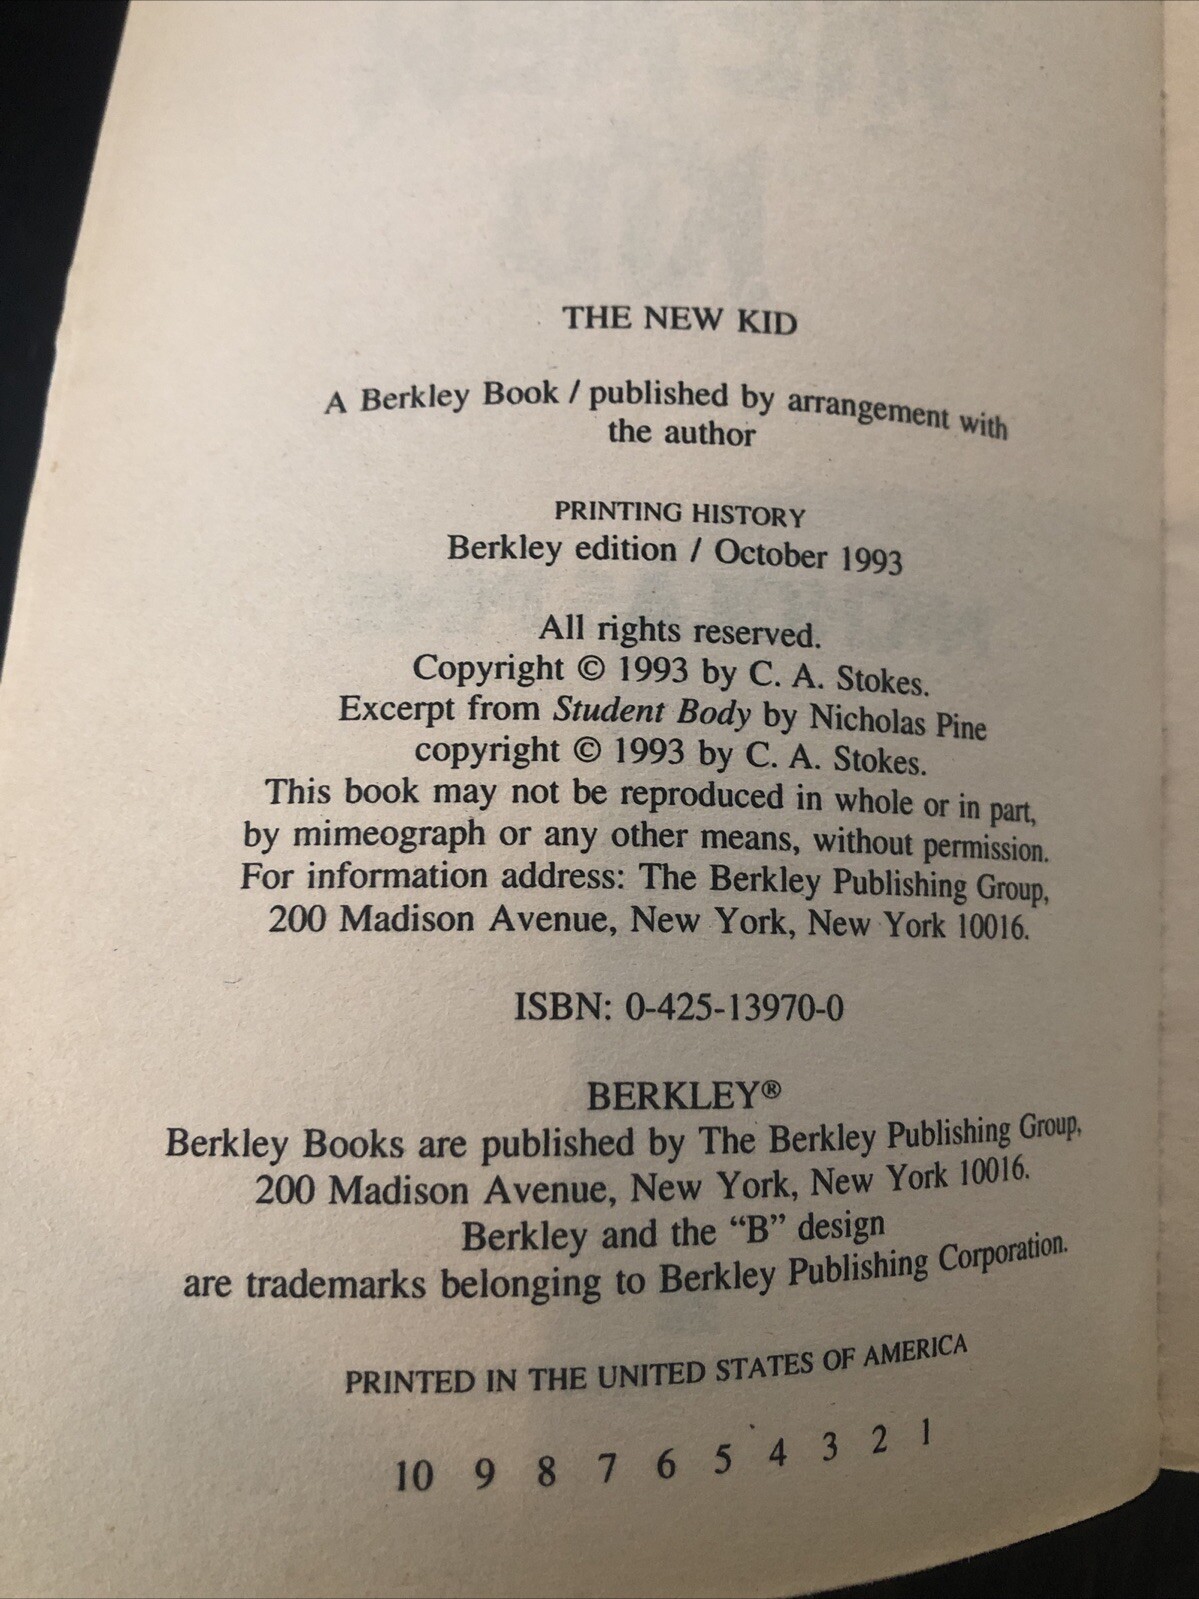 THE NEW KID
A Berkley Book / published by arrangement with
the author
PRINTING HISTORY
Berkley edition / October 1993
All rights reserved.
Copyright © 1993 by C. A. Stokes.
Excerpt from Student Body by Nicholas Pine
copyright © 1993 by C. A. Stokes.
This book may not be reproduced in whole or in part,
by mimeograph or any other means, without permission.
For information address: The Berkley Publishing Group,
200 Madison Avenue, New York, New York 10016.
ISBN: 0-425-13970-0
BERKLEY®
Berkley Books are published by The Berkley Publishing Group,
200 Madison Avenue, New York, New York 10016.
Berkley and the “B” design
are trademarks belonging to Berkley Publishing Corporation.
PRINTED IN THE UNITED STATES OF AMERICA
10 9 8 7 6 5 4 3 2 1